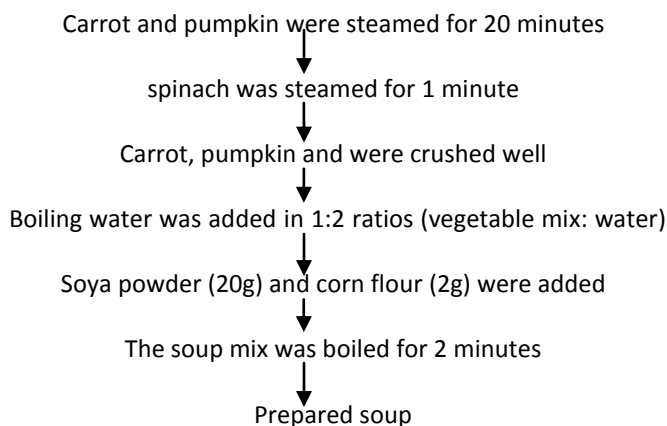 Carrot and pumpkin were steamed for 20 minutes
spinach was steamed for 1 minute
Carrot, pumpkin and were crushed well
Boiling water was added in 1:2 ratios (vegetable mix: water)
Soya powder (20g) and corn flour (2g) were added
The soup mix was boiled for 2 minutes
Prepared soup